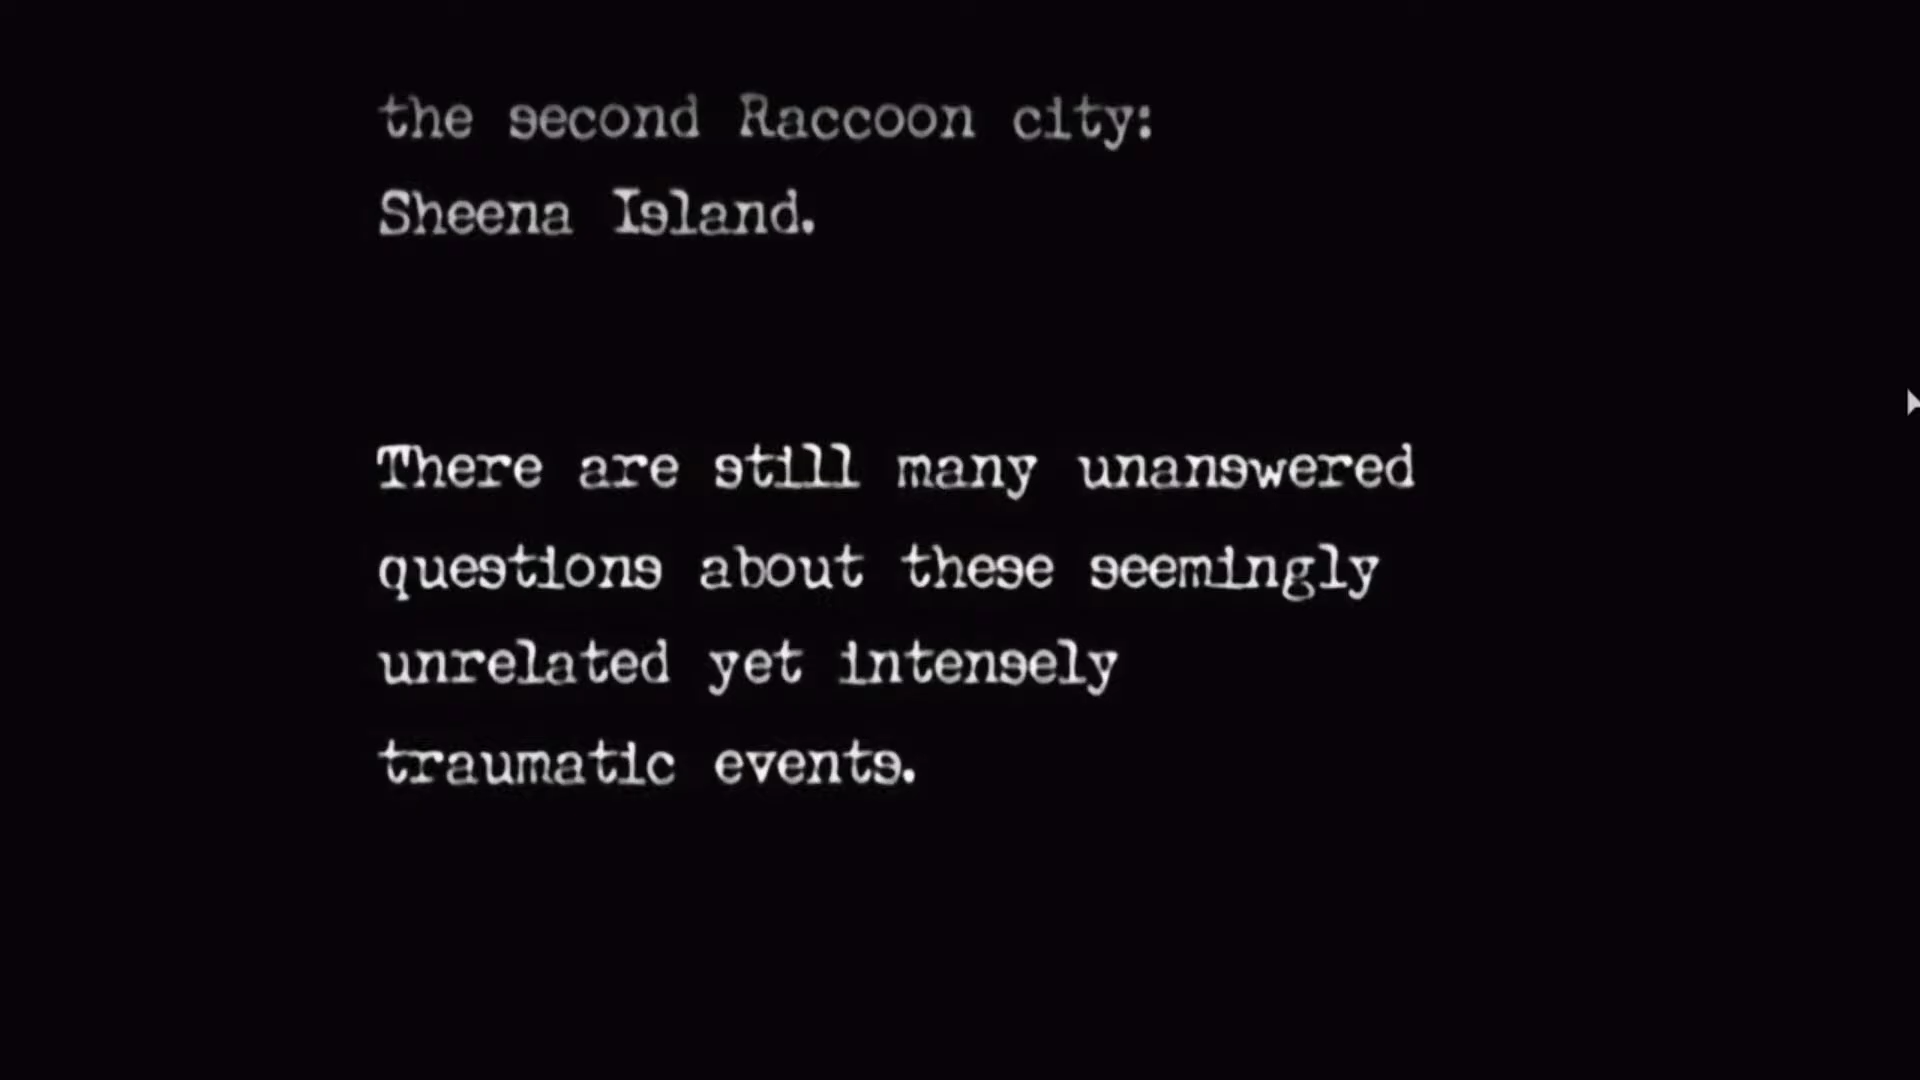 the second Raccoon city:
Sheena Island.
There are still many unanswered
questions about these seemingly
unrelated yet intensely
traumatic events.